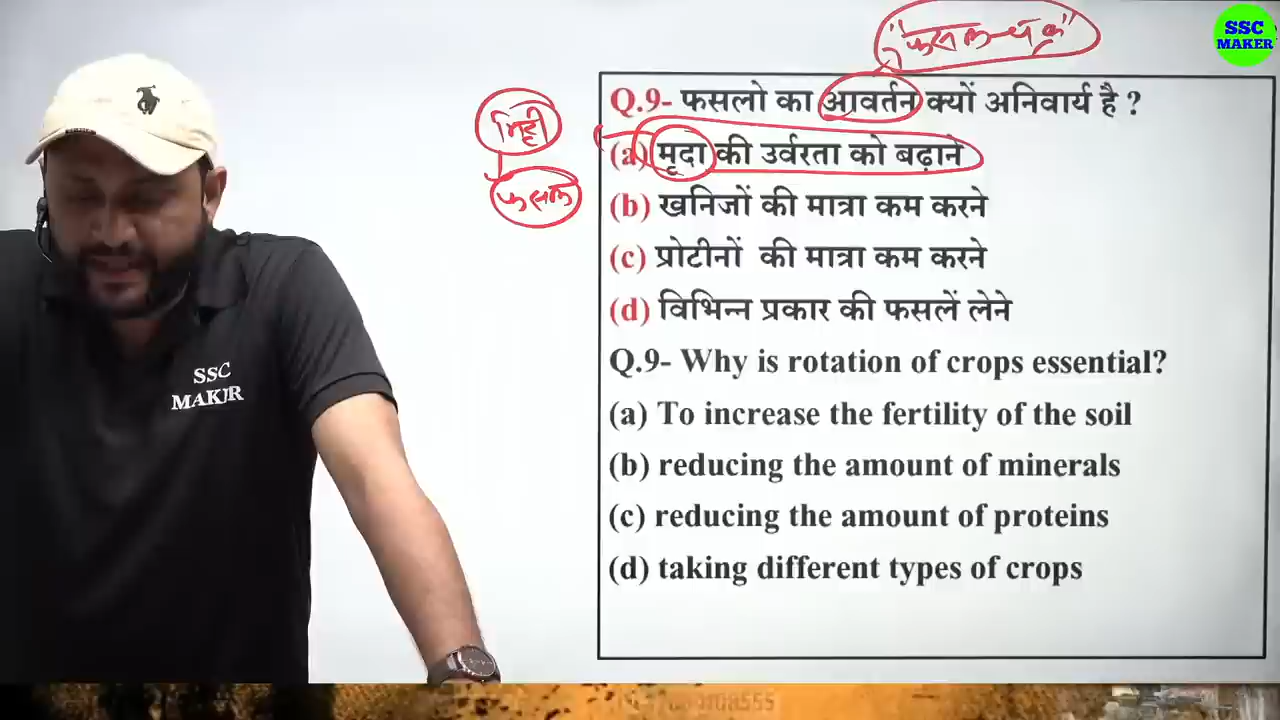 "फसल-चक्र"
SSC
MAKER
Q.9- फसलो का आवर्तन क्यों अनिवार्य है ?
मिट्टी
(a) मृदा की उर्वरता को बढ़ाने
फसल
(b) खनिजों की मात्रा कम करने
(c) प्रोटीनों की मात्रा कम करने
(d) विभिन्न प्रकार की फसलें लेने
Q.9- Why is rotation of crops essential?
(a) To increase the fertility of the soil
(b) reducing the amount of minerals
(c) reducing the amount of proteins
(d) taking different types of crops
SSC
MAKER